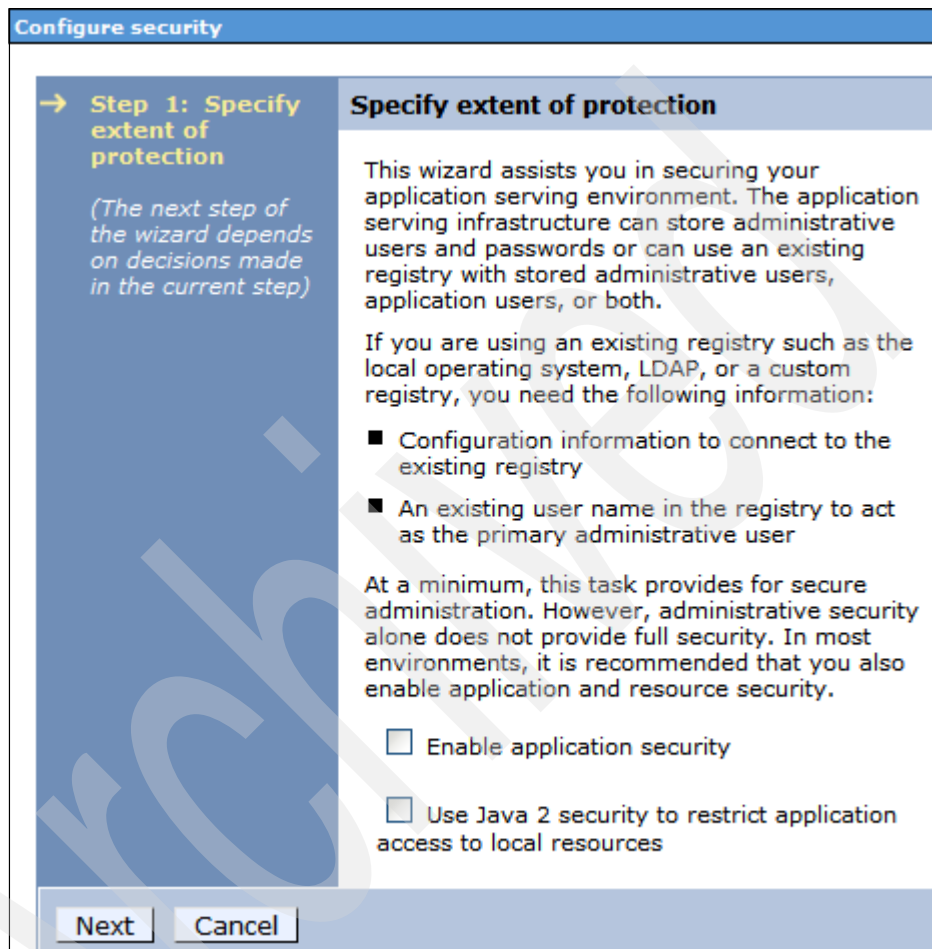 Configure security
→ Step 1: Specify
extent of
protection
(The next step of
the wizard depends
on decisions made
in the current step)
Specify extent of protection
This wizard assists you in securing your
application serving environment. The application
serving infrastructure can store administrative
users and passwords or can use an existing
registry with stored administrative users,
application users, or both.
If you are using an existing registry such as the
local operating system, LDAP, or a custom
registry, you need the following information:
■ Configuration information to connect to the
existing registry
■ An existing user name in the registry to act
as the primary administrative user
At a minimum, this task provides for secure
administration. However, administrative security
alone does not provide full security. In most
environments, it is recommended that you also
enable application and resource security.
Enable application security
Use Java 2 security to restrict application
access to local resources
Next Cancel